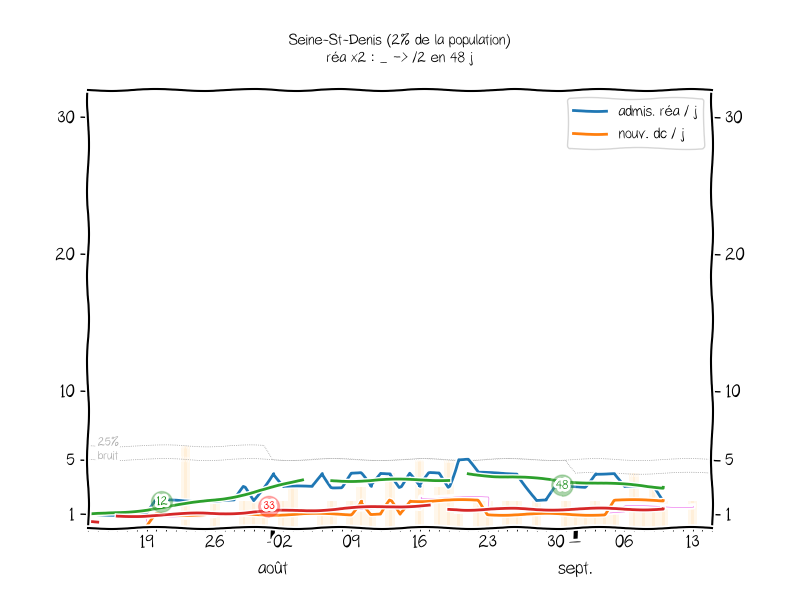 Seine-St-Denis (2% de la population)
réa x2 : _ -> /2 en 48 j
admis. réa / j
nouv. dc / j
30
30
20
20
10
10
25%
bruit
5
5
12
33
48
1
1
19 26 02 09 16 23 30 06 13
août sept.